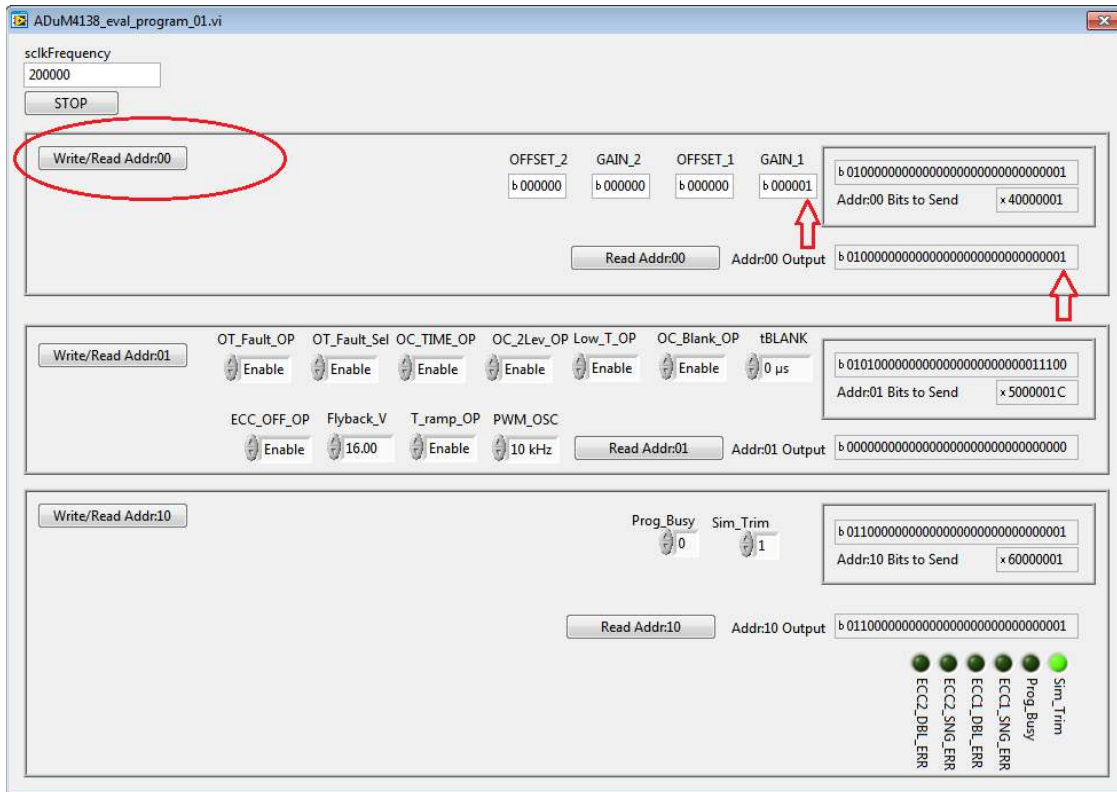 ADuM4138_eval_program_01.vi
sclkFrequency
200000
STOP
Write/Read Addr:00
OFFSET_2 GAIN_2 OFFSET_1 GAIN_1
b 000000 b 000000 b 000000 b 000001
b 01000000000000000000000000000001
Addr:00 Bits to Send x 40000001
Read Addr:00 Addr:00 Output b 01000000000000000000000000000001
Write/Read Addr:01
OT_Fault_OP OT_Fault_Sel OC_TIME_OP OC_2Lev_OP Low_T_OP OC_Blank_OP tBLANK
Enable Enable Enable Enable Enable Enable 0 µs
b 01010000000000000000000000011100
Addr:01 Bits to Send x 5000001C
ECC_OFF_OP Flyback_V T_ramp_OP PWM_OSC
Enable 16.00 Enable 10 kHz
Read Addr:01 Addr:01 Output b 00000000000000000000000000000000
Write/Read Addr:10
Prog_Busy Sim_Trim
0 1
b 01100000000000000000000000000001
Addr:10 Bits to Send x 60000001
Read Addr:10 Addr:10 Output b 01100000000000000000000000000001
ECC2_DBL_ERR
ECC2_SNG_ERR
ECC1_DBL_ERR
ECC1_SNG_ERR
Prog_Busy
Sim_Trim